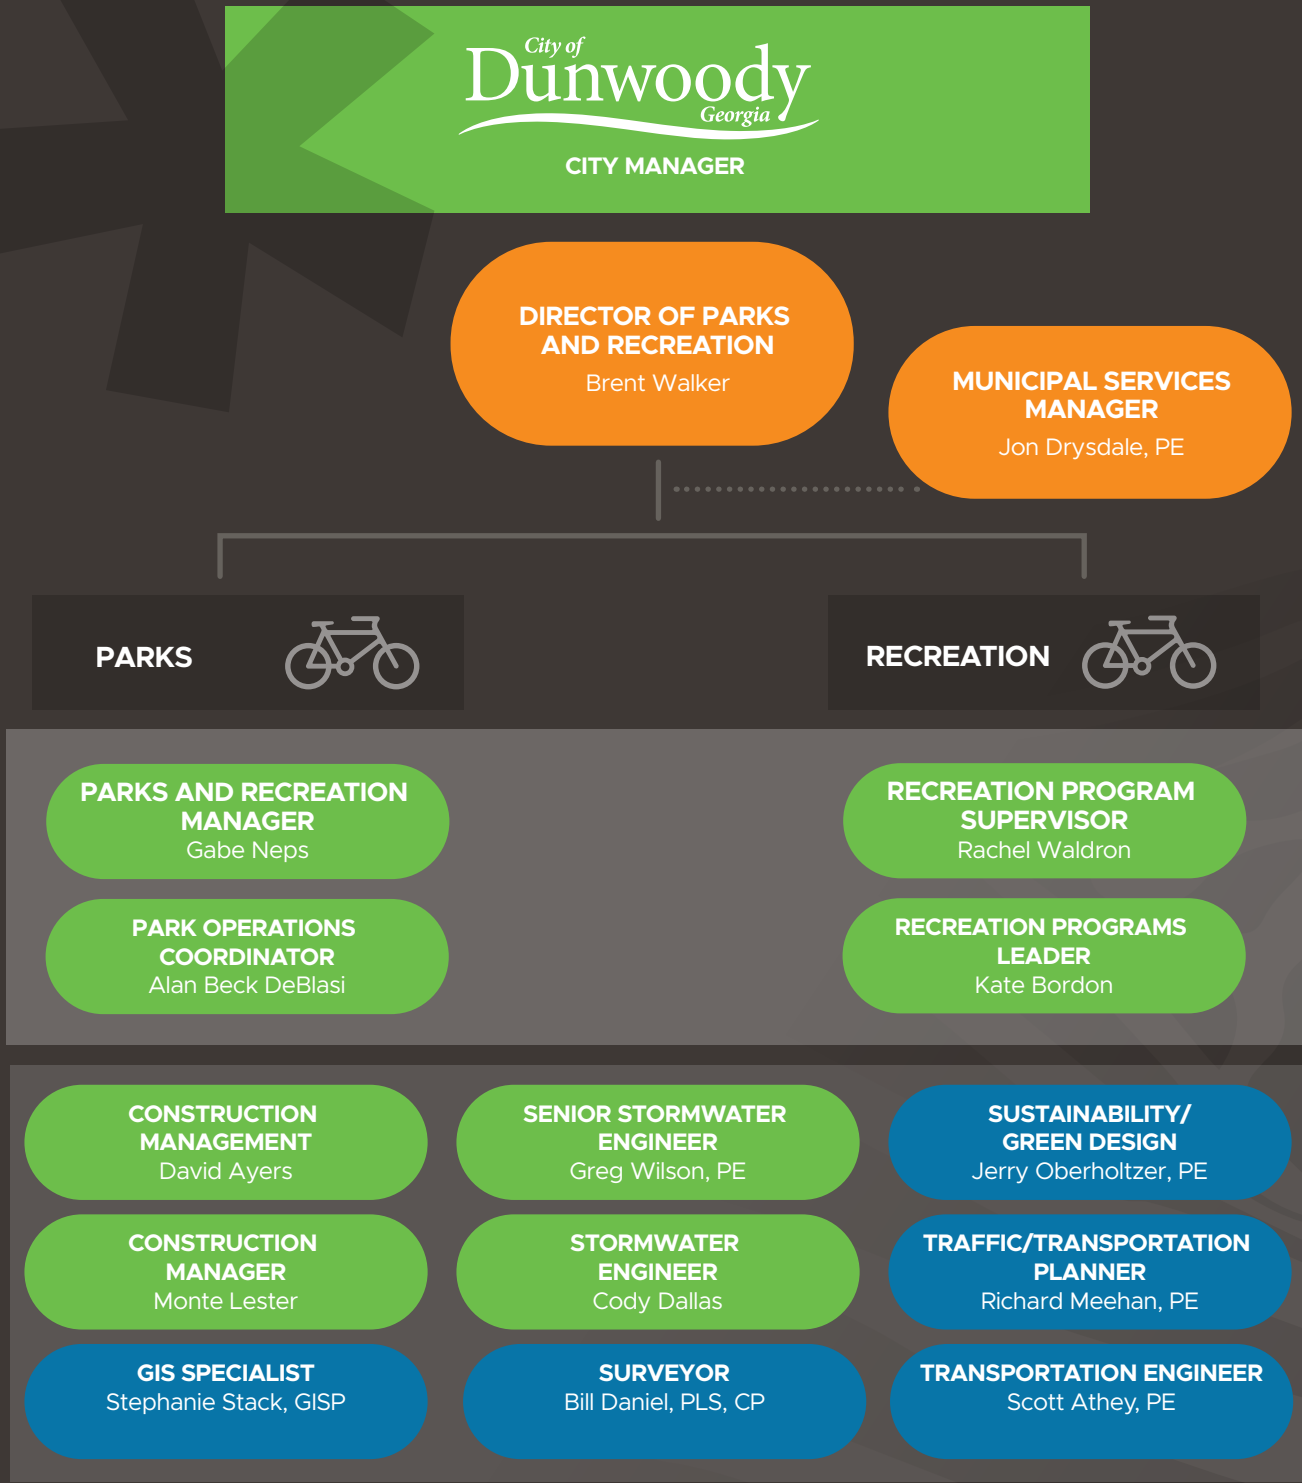 City of
Dunwoody
Georgia
CITY MANAGER
DIRECTOR OF PARKS
AND RECREATION
Brent Walker
MUNICIPAL SERVICES
MANAGER
Jon Drysdale, PE
PARKS
RECREATION
PARKS AND RECREATION
MANAGER
Gabe Neps
RECREATION PROGRAM
SUPERVISOR
Rachel Waldron
PARK OPERATIONS
COORDINATOR
Alan Beck DeBlasi
RECREATION PROGRAMS
LEADER
Kate Bordon
CONSTRUCTION
MANAGEMENT
David Ayers
SENIOR STORMWATER
ENGINEER
Greg Wilson, PE
SUSTAINABILITY/
GREEN DESIGN
Jerry Oberholtzer, PE
CONSTRUCTION
MANAGER
Monte Lester
STORMWATER
ENGINEER
Cody Dallas
TRAFFIC/TRANSPORTATION
PLANNER
Richard Meehan, PE
GIS SPECIALIST
Stephanie Stack, GISP
SURVEYOR
Bill Daniel, PLS, CP
TRANSPORTATION ENGINEER
Scott Athey, PE